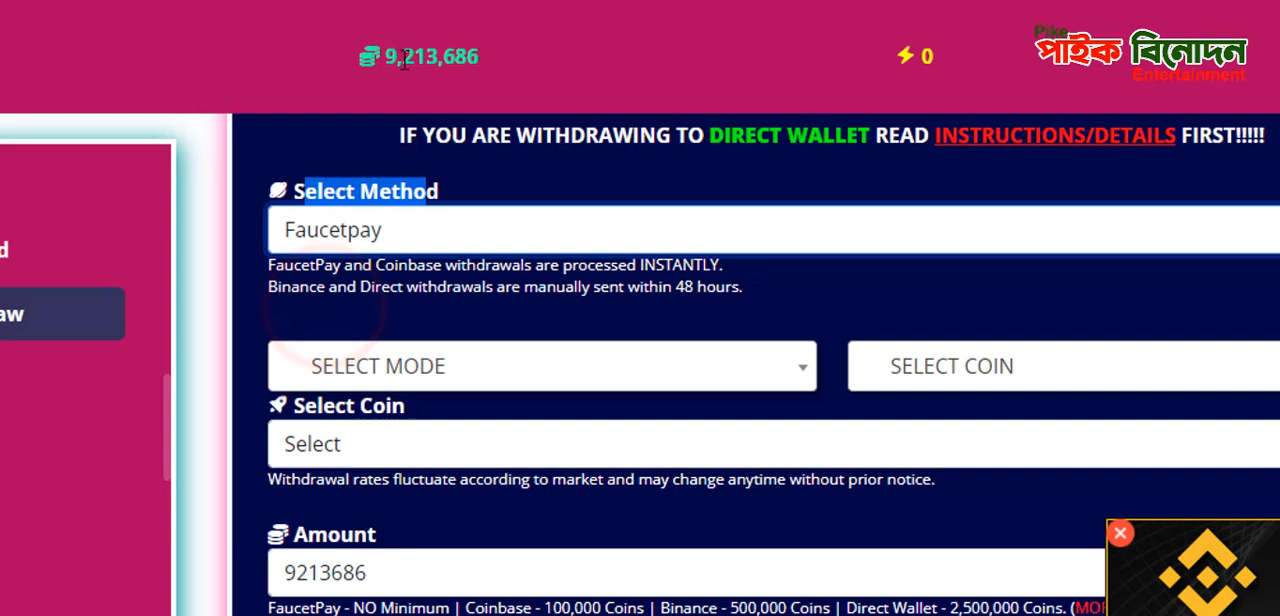 9,213,686
0
Pike
পাইক বিনোদন
Entertainment
IF YOU ARE WITHDRAWING TO DIRECT WALLET READ INSTRUCTIONS/DETAILS FIRST!!!!!
Select Method
Faucetpay
FaucetPay and Coinbase withdrawals are processed INSTANTLY.
Binance and Direct withdrawals are manually sent within 48 hours.
d
aw
SELECT MODE
SELECT COIN
Select Coin
Select
Withdrawal rates fluctuate according to market and may change anytime without prior notice.
Amount
9213686
FaucetPay - NO Minimum | Coinbase - 100,000 Coins | Binance - 500,000 Coins | Direct Wallet - 2,500,000 Coins. (MOR